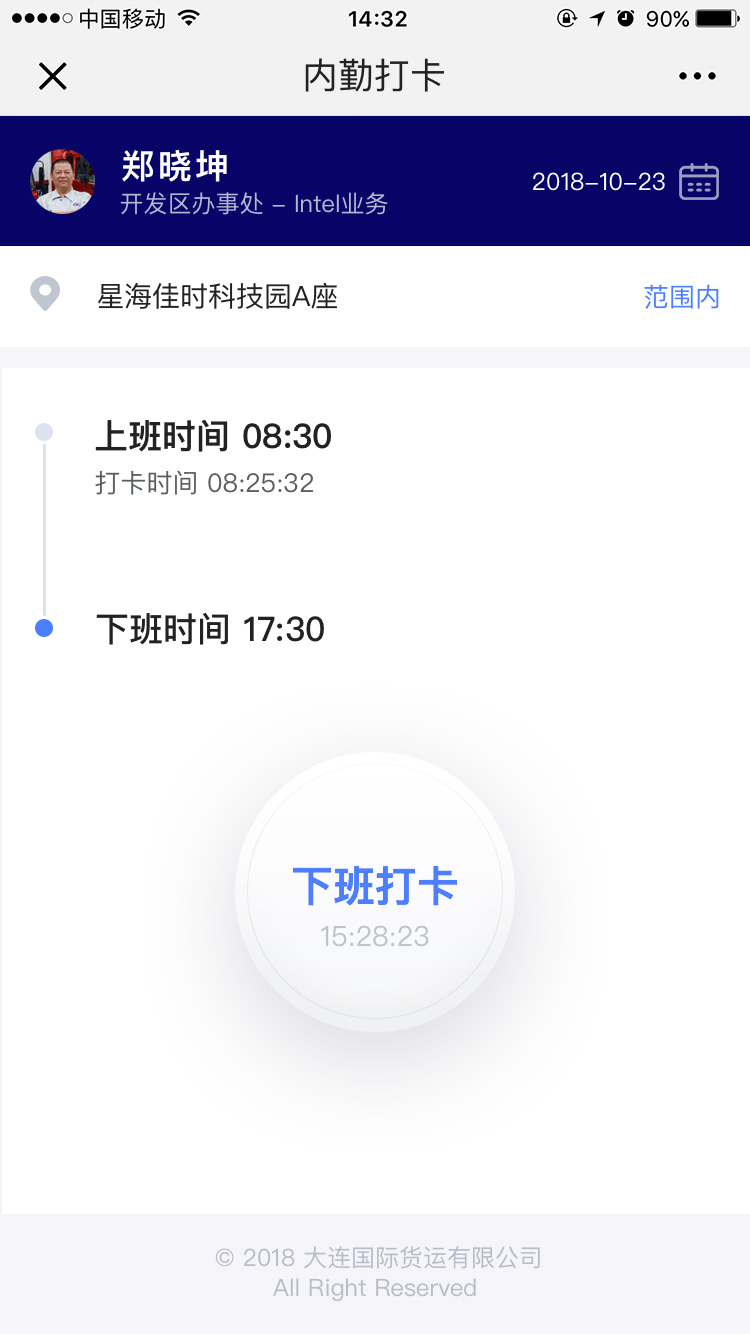 中国移动 14:32 90%
内勤打卡
郑晓坤
开发区办事处 – Intel业务
2018–10–23
星海佳时科技园A座 范围内
上班时间 08:30
打卡时间 08:25:32
下班时间 17:30
下班打卡
15:28:23
© 2018 大连国际货运有限公司
All Right Reserved